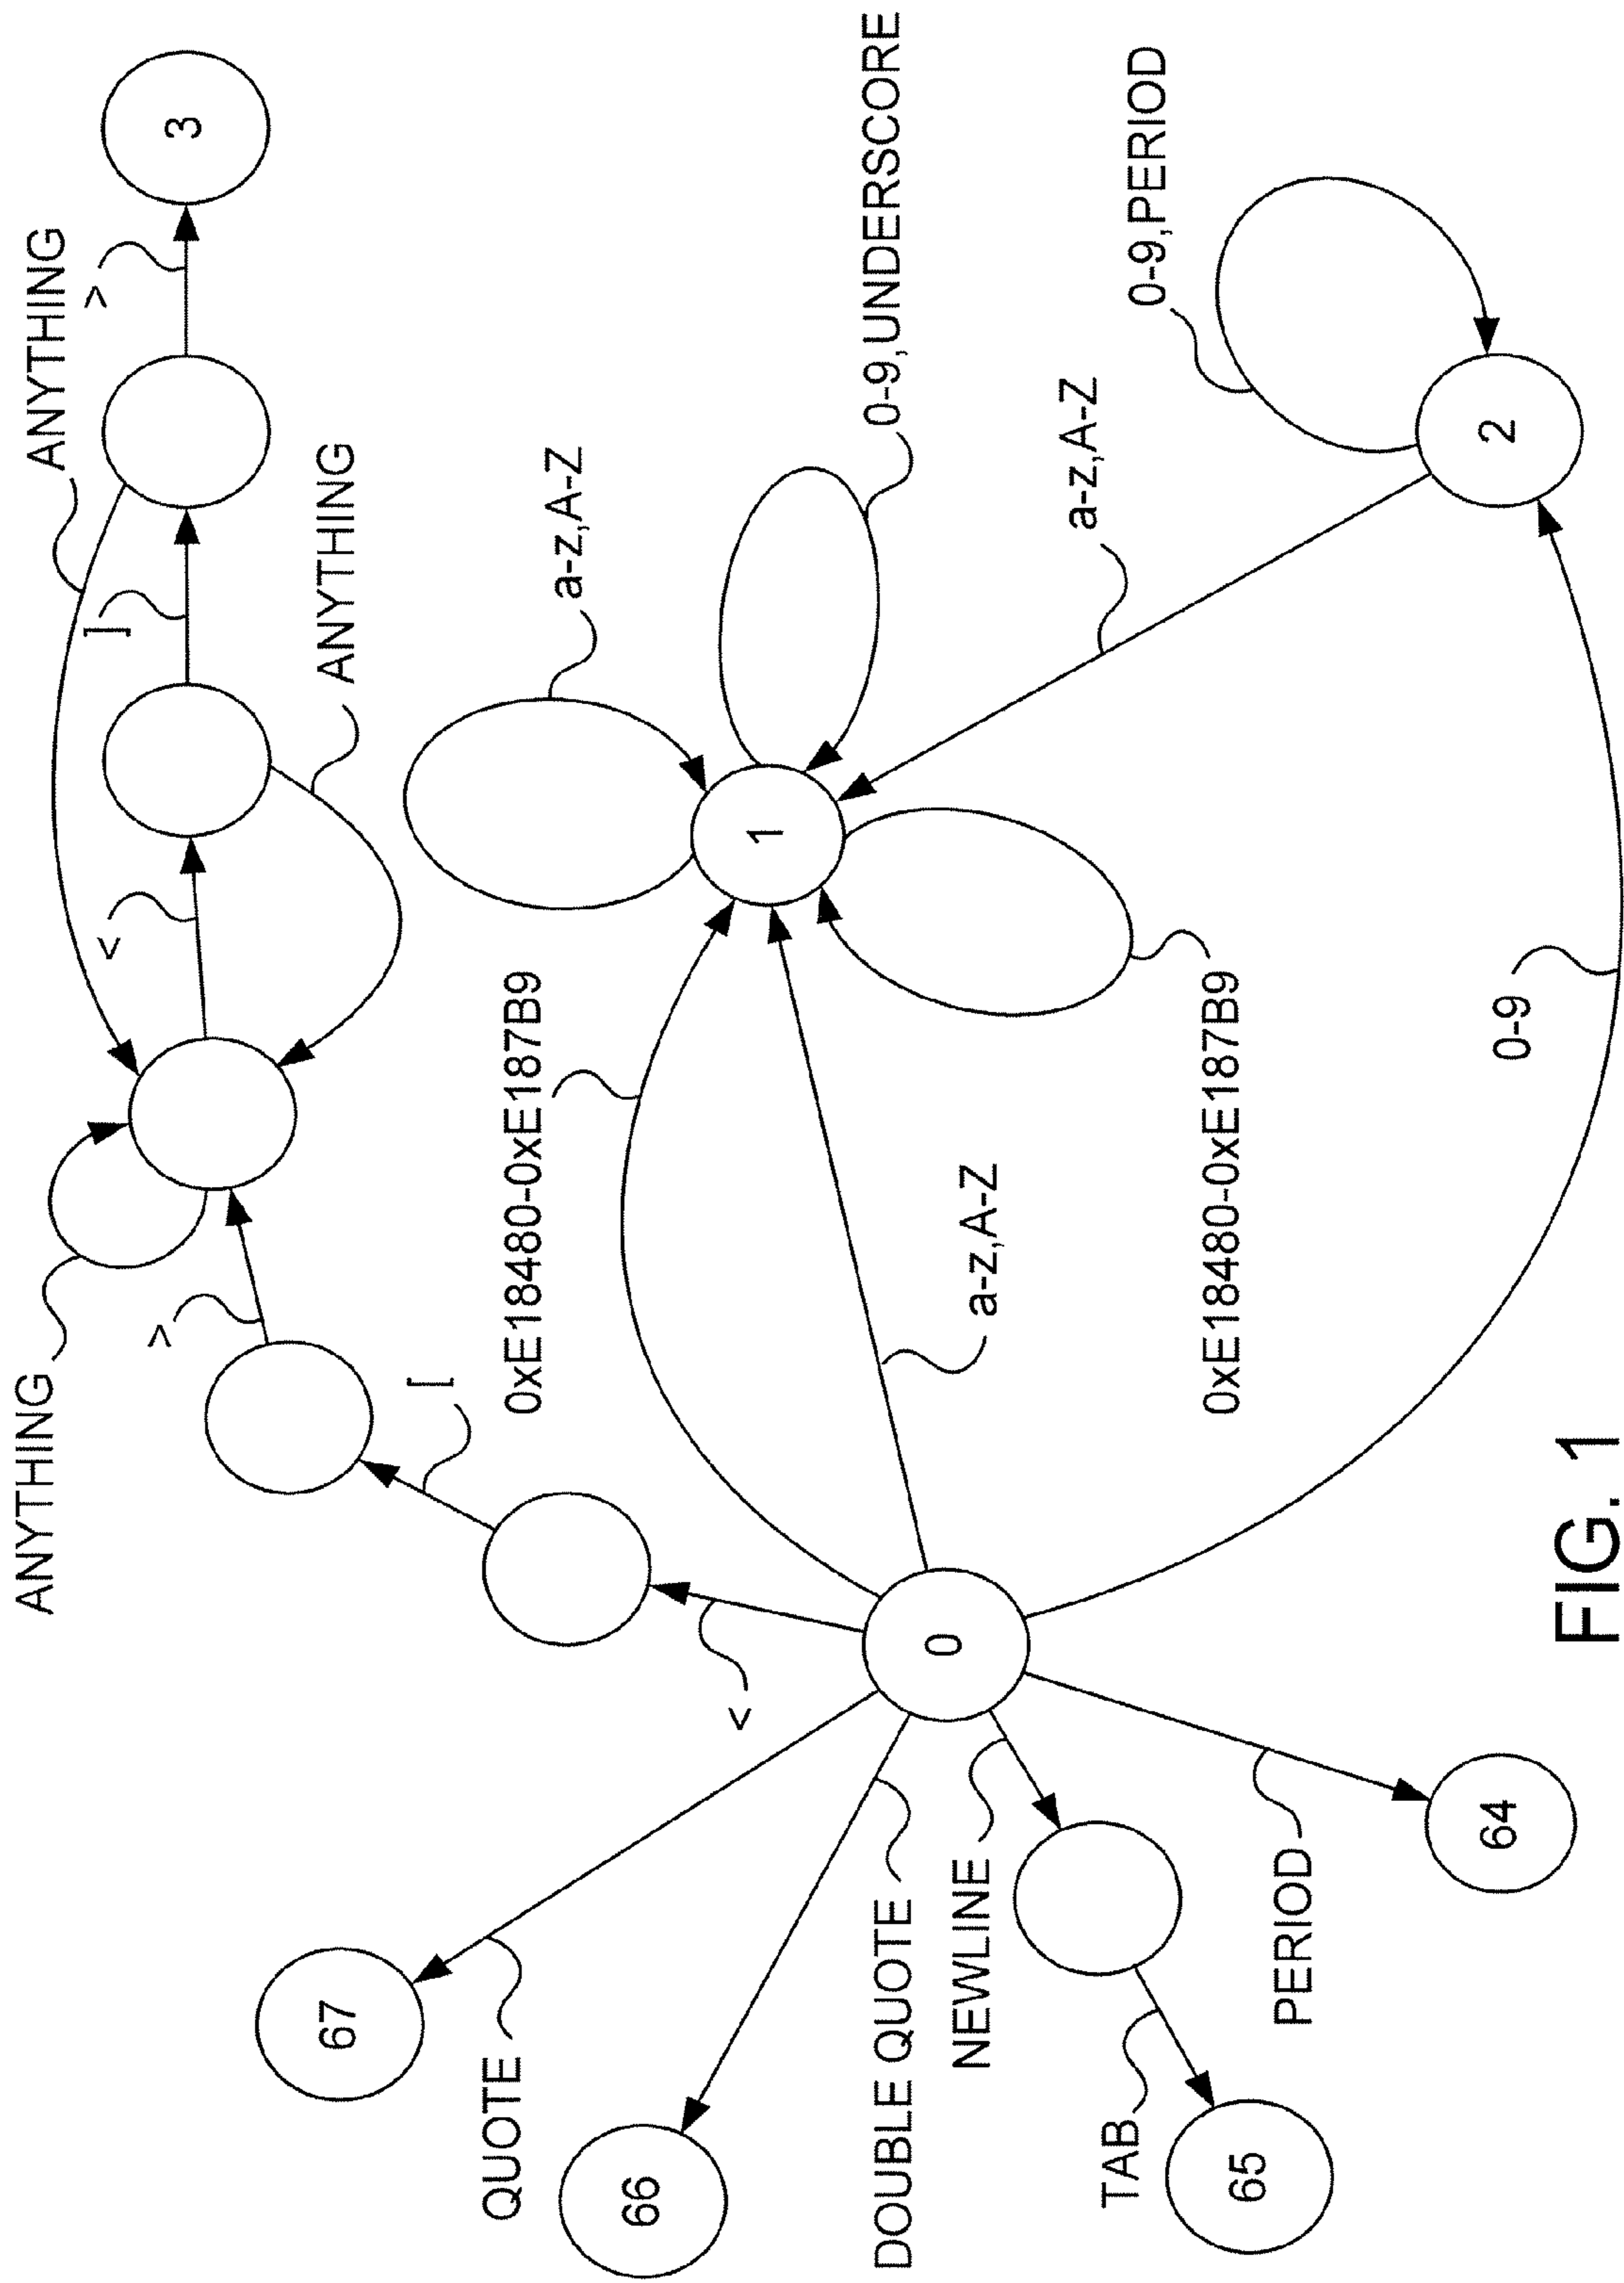 ANYTHING
ANYTHING
>
]
<
>
3
ANYTHING
67
[
QUOTE
0xE18480-0xE187B9
a-z,A-Z
66
<
1
DOUBLE QUOTE
0-9,UNDERSCORE
0
NEWLINE
a-z,A-Z
a-z,A-Z
TAB
0-9,PERIOD
0xE18480-0xE187B9
65
PERIOD
64
2
0-9
FIG. 1